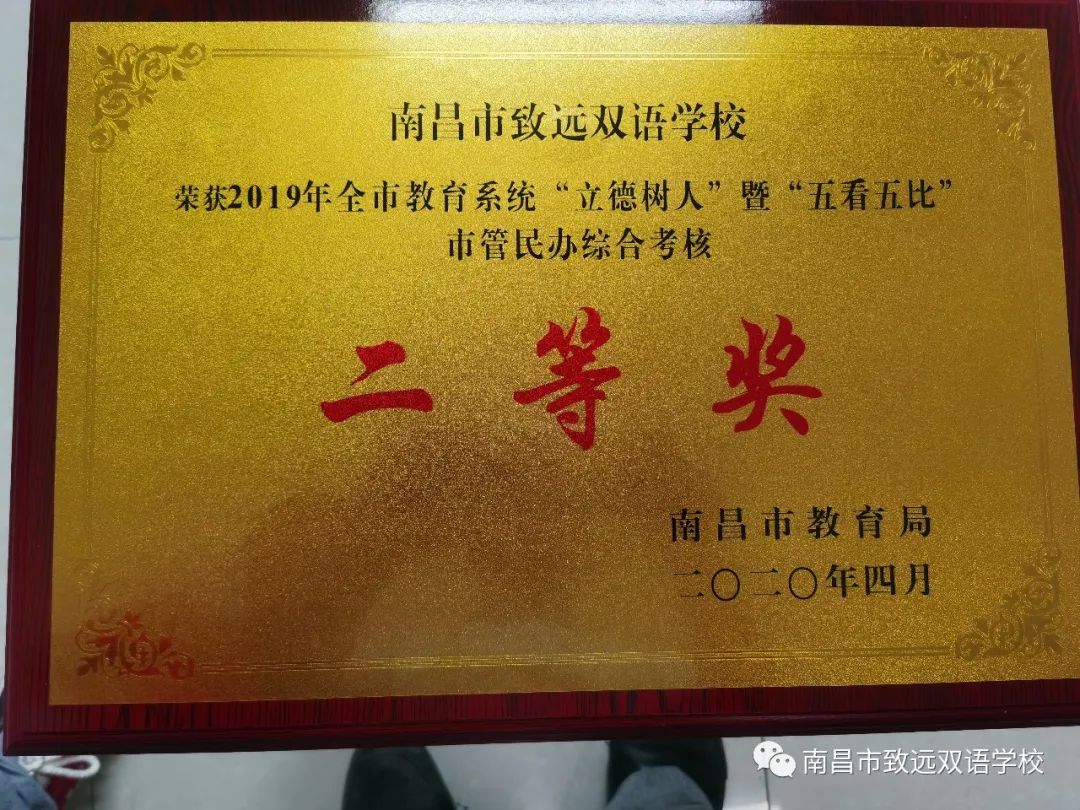 南昌市致远双语学校
荣获2019年全市教育系统“立德树人”暨“五看五比”
市管民办综合考核
二等奖
南昌市教育局
二〇二〇年四月
南昌市致远双语学校